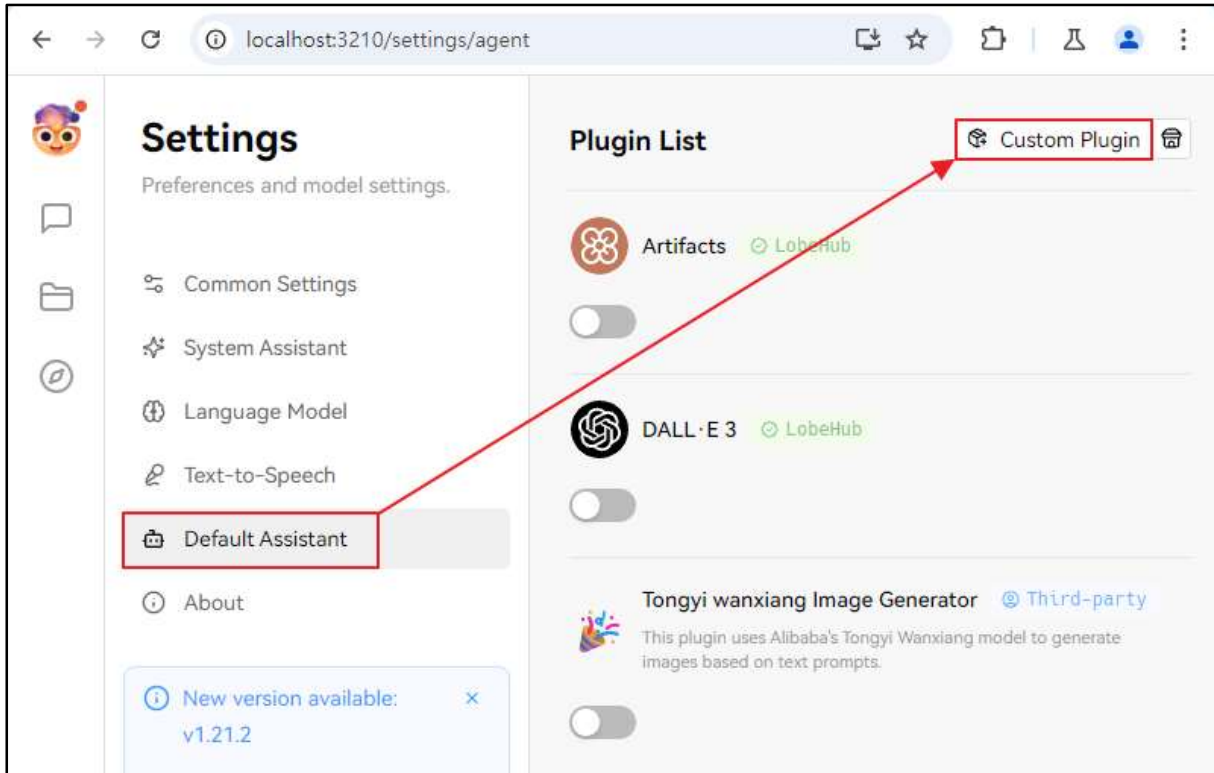 localhost:3210/settings/agent
Settings
Preferences and model settings.
Common Settings
System Assistant
Language Model
Text-to-Speech
Default Assistant
About
New version available:
v1.21.2
Plugin List
Custom Plugin
Artifacts LobeHub
DALL·E 3 LobeHub
Tongyi wanxiang Image Generator Third-party
This plugin uses Alibaba's Tongyi Wanxiang model to generate
images based on text prompts.